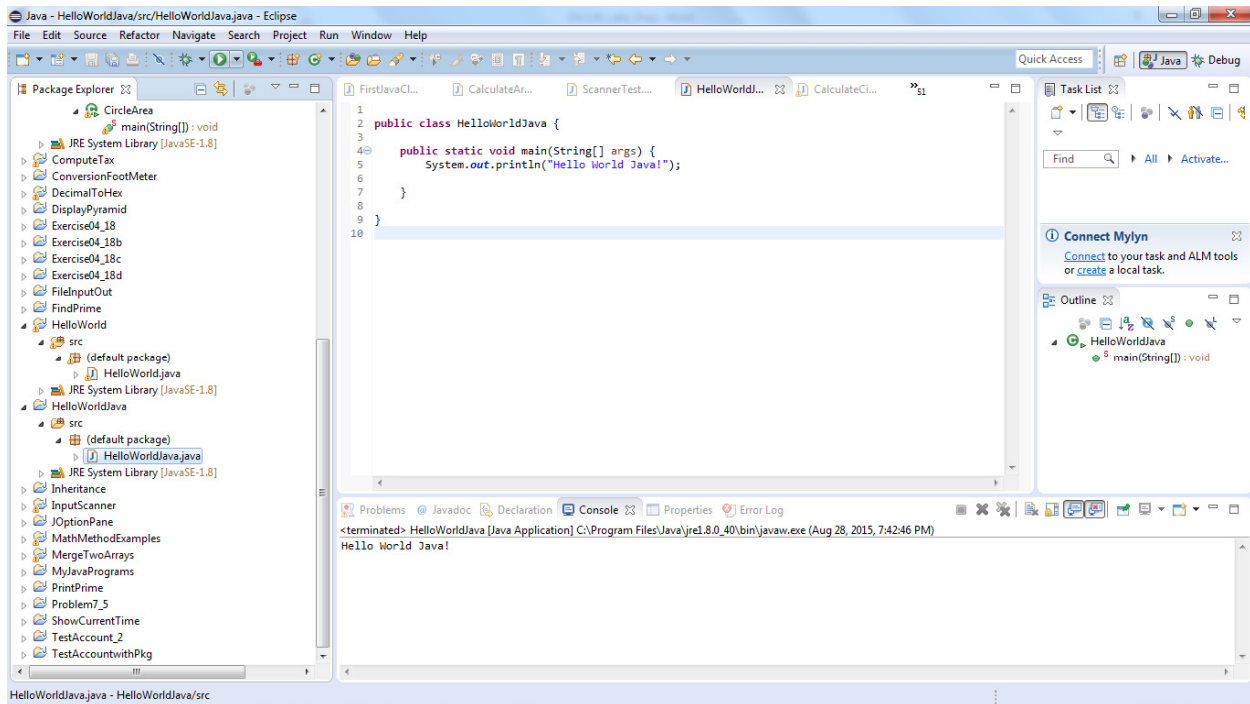 Java - HelloWorldJava/src/HelloWorldJava.java - Eclipse
File Edit Source Refactor Navigate Search Project Run Window Help
Quick Access Java Debug
Package Explorer
CircleArea
main(String[]) : void
JRE System Library [JavaSE-1.8]
ComputeTax
ConversionFootMeter
DecimalToHex
DisplayPyramid
Exercise04_18
Exercise04_18b
Exercise04_18c
Exercise04_18d
FileInputOut
FindPrime
HelloWorld
src
(default package)
HelloWorld.java
JRE System Library [JavaSE-1.8]
HelloWorldJava
src
(default package)
HelloWorldJava.java
JRE System Library [JavaSE-1.8]
Inheritance
InputScanner
JOptionPane
MathMethodExamples
MergeTwoArrays
MyJavaPrograms
PrintPrime
Problem7_5
ShowCurrentTime
TestAccount_2
TestAccountwithPkg
FirstJavaCl... CalculateAr... ScannerTest.... HelloWorldJ... CalculateCi... »51
1
2 public class HelloWorldJava {
3
4 public static void main(String[] args) {
5 System.out.println("Hello World Java!");
6
7 }
8
9 }
10
Task List
Find All Activate...
Connect Mylyn
Connect to your task and ALM tools
or create a local task.
Outline
HelloWorldJava
main(String[]) : void
Problems @ Javadoc Declaration Console Properties Error Log
<terminated> HelloWorldJava [Java Application] C:\Program Files\Java\jre1.8.0_40\bin\javaw.exe (Aug 28, 2015, 7:42:46 PM)
Hello World Java!
HelloWorldJava.java - HelloWorldJava/src